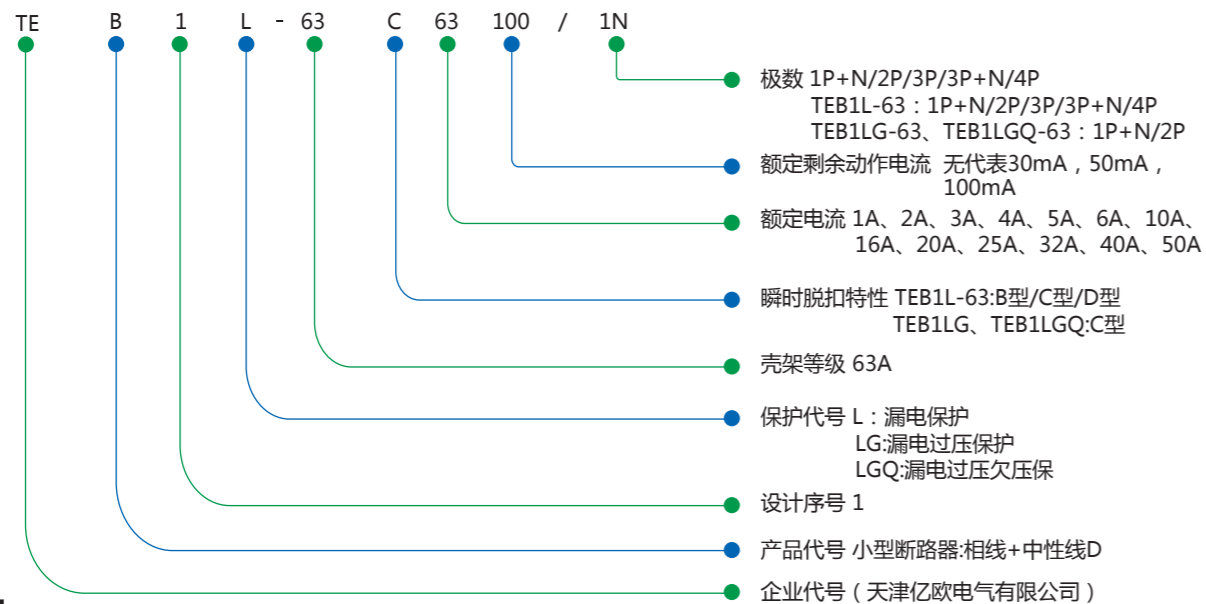 TE B 1 L - 63 C 63 100 / 1N
极数 1P+N/2P/3P/3P+N/4P
TEB1L-63：1P+N/2P/3P/3P+N/4P
TEB1LG-63、TEB1LGQ-63：1P+N/2P
额定剩余动作电流 无代表30mA，50mA，
100mA
额定电流 1A、2A、3A、4A、5A、6A、10A、
16A、20A、25A、32A、40A、50A
瞬时脱扣特性 TEB1L-63:B型/C型/D型
TEB1LG、TEB1LGQ:C型
壳架等级 63A
保护代号 L：漏电保护
LG:漏电过压保护
LGQ:漏电过压欠压保
设计序号 1
产品代号 小型断路器:相线+中性线D
企业代号（天津亿欧电气有限公司）